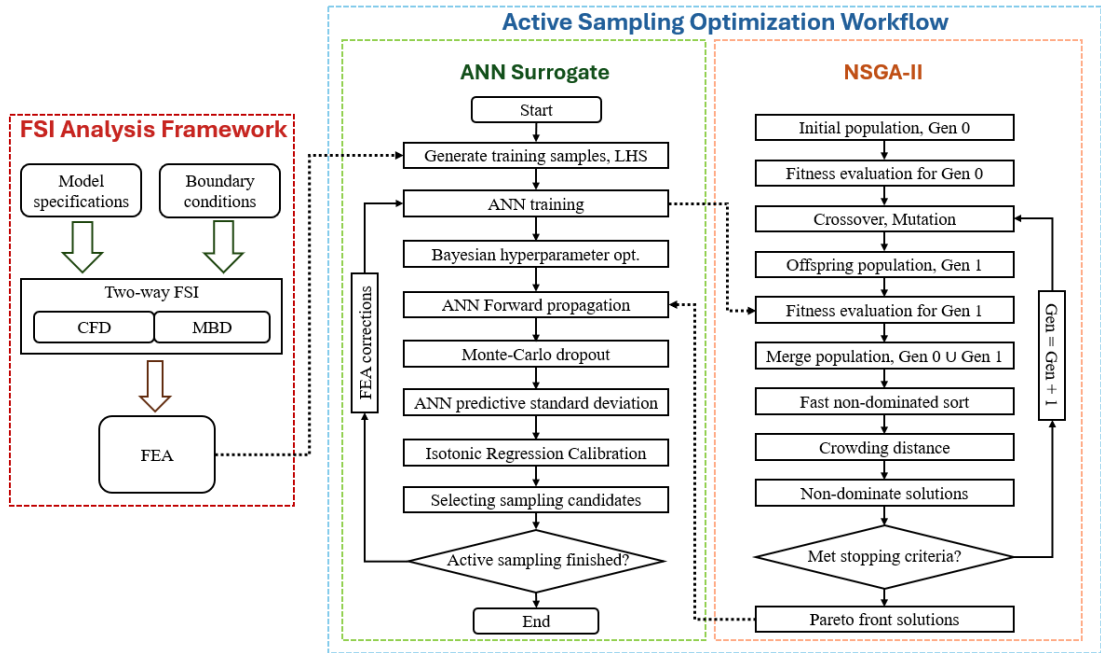 Active Sampling Optimization Workflow
FSI Analysis Framework
Model
specifications
Boundary
conditions
Two-way FSI
CFD
MBD
FEA
ANN Surrogate
Start
Generate training samples, LHS
ANN training
Bayesian hyperparameter opt.
ANN Forward propagation
Monte-Carlo dropout
ANN predictive standard deviation
Isotonic Regression Calibration
Selecting sampling candidates
Active sampling finished?
End
FEA corrections
NSGA-II
Initial population, Gen 0
Fitness evaluation for Gen 0
Crossover, Mutation
Offspring population, Gen 1
Fitness evaluation for Gen 1
Merge population, Gen 0 ∪ Gen 1
Fast non-dominated sort
Crowding distance
Non-dominate solutions
Met stopping criteria?
Pareto front solutions
Gen = Gen + 1